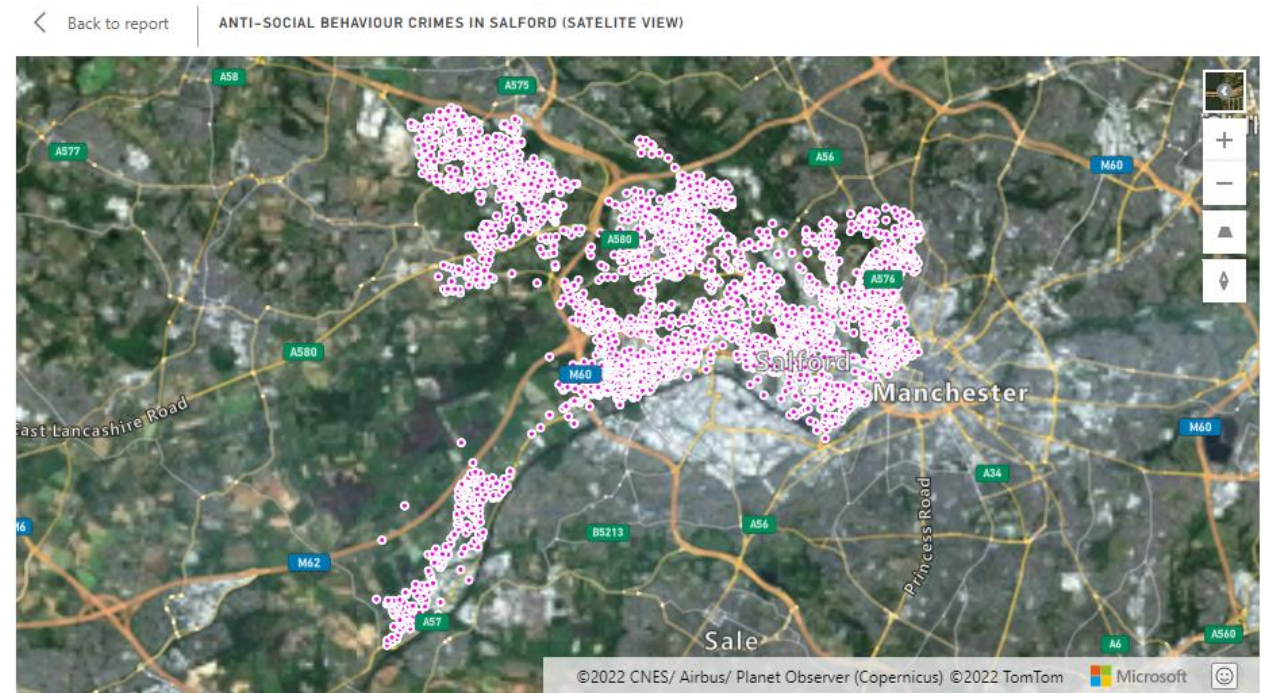 Back to report
ANTI-SOCIAL BEHAVIOUR CRIMES IN SALFORD (SATELITE VIEW)
A58
A575
A577
A56
M60
A580
A576
A580
Salford
M60
Manchester
East Lancashire Road
M60
A34
Princess Road
A56
B5213
M62
A57
Sale
A6
A560
©2022 CNES/ Airbus/ Planet Observer (Copernicus) ©2022 TomTom
Microsoft